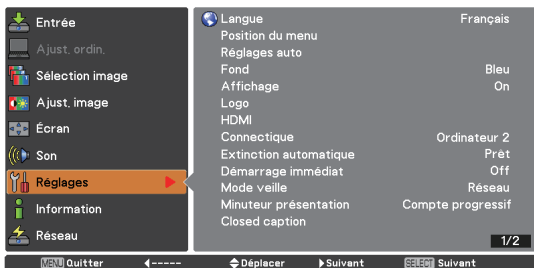 Entrée
Ajust. ordin.
Sélection image
Ajust. image
Écran
Son
Réglages
Information
Réseau
Langue Français
Position du menu
Réglages auto
Fond Bleu
Affichage On
Logo
HDMI
Connectique Ordinateur 2
Extinction automatique Prêt
Démarrage immédiat Off
Mode veille Réseau
Minuteur présentation Compte progressif
Closed caption
1/2
MENU Quitter ----- Déplacer Suivant SELECT Suivant